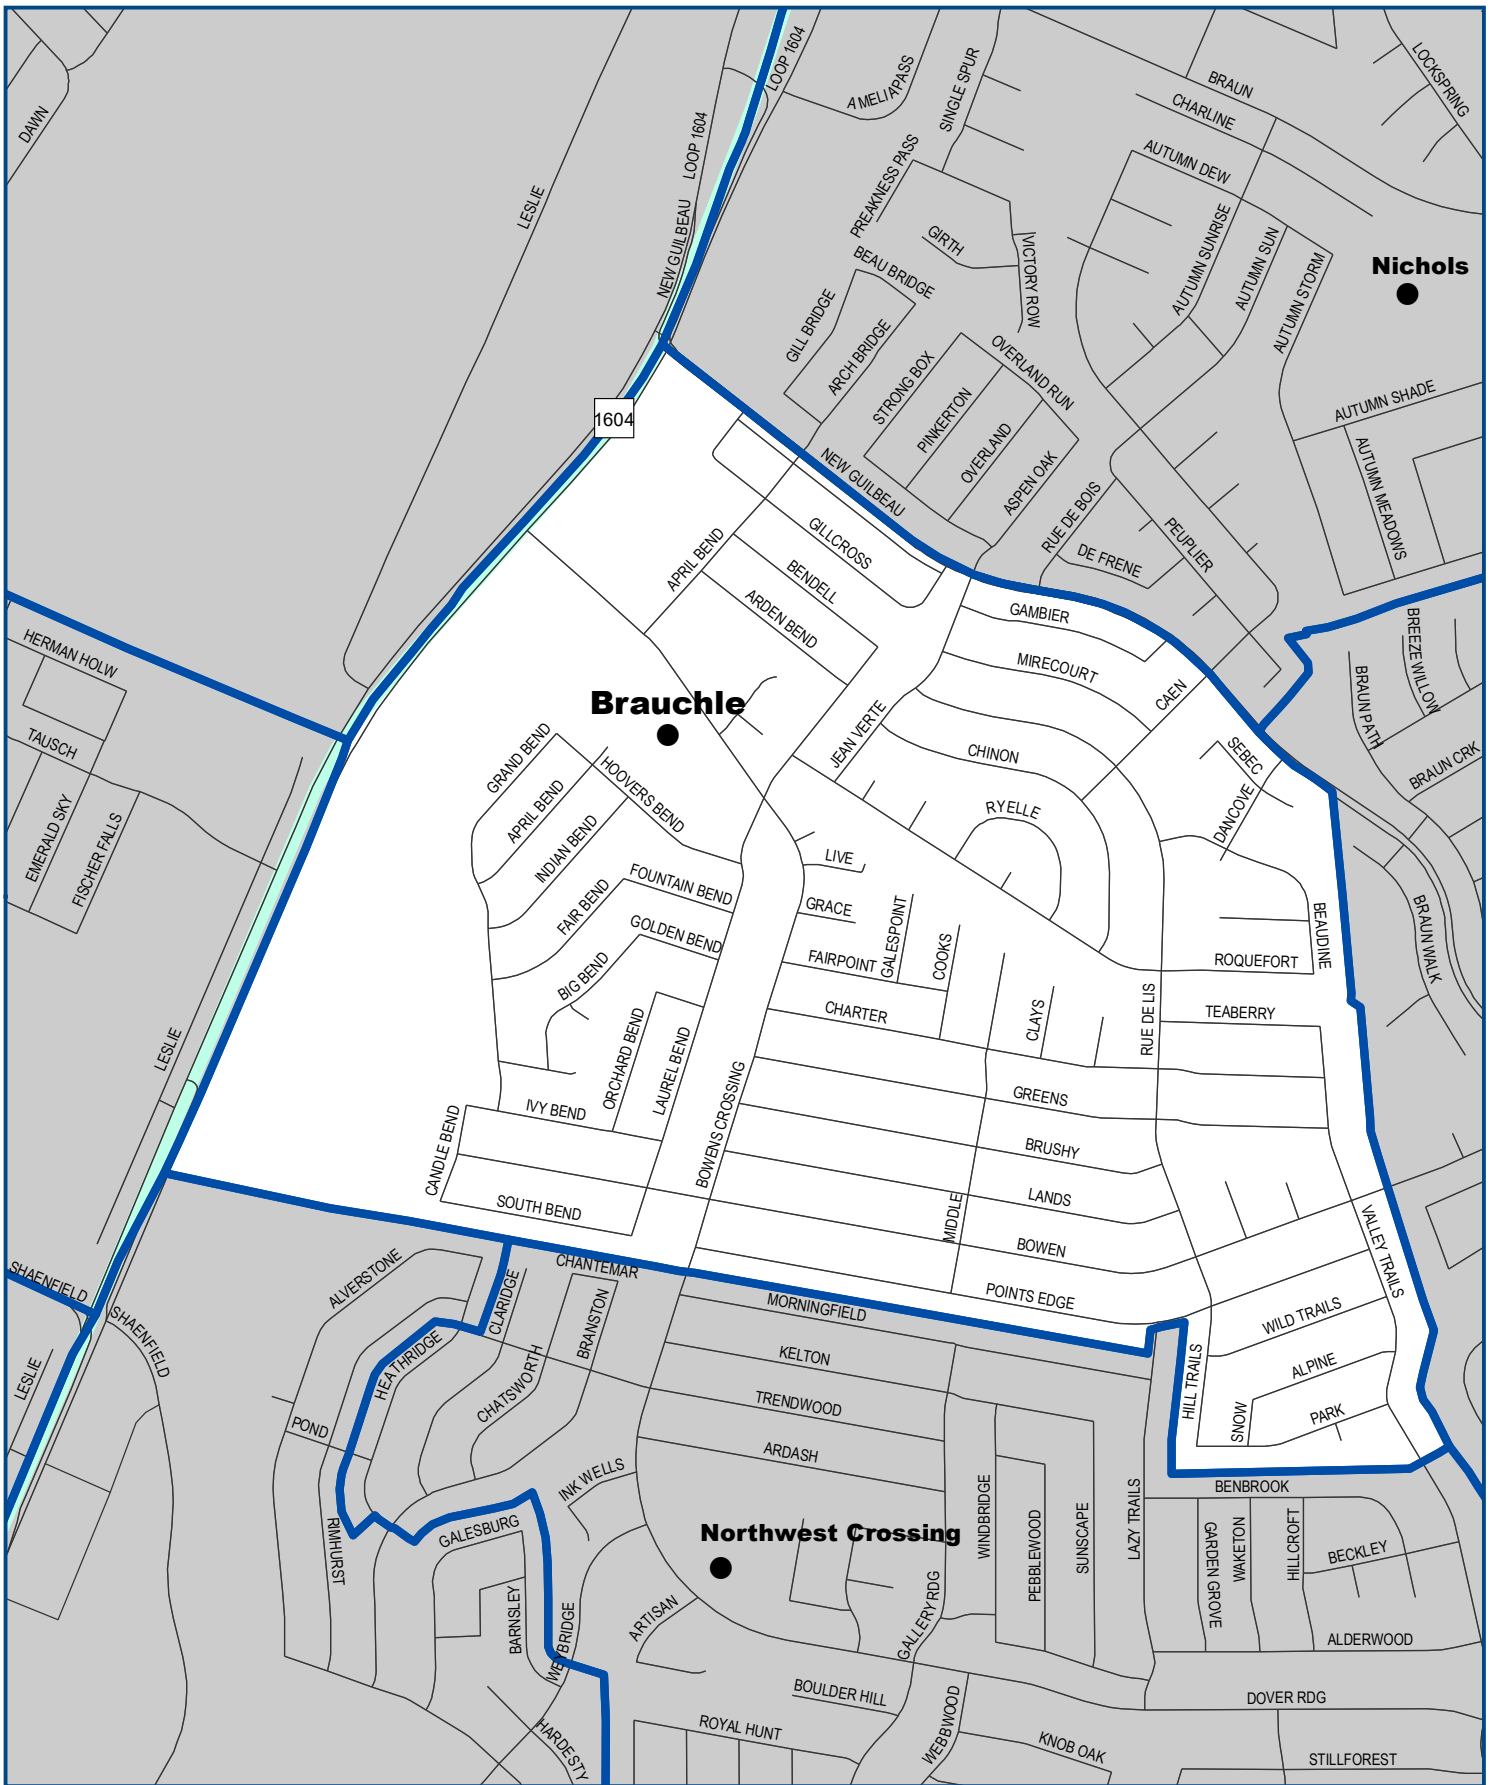 LOOP 1604
LOCKSPRING
SINGLE SPUR
AMELIA PASS
BRAUN
CHARLINE
DAWN
LOOP 1604
AUTUMN DEW
PREAKNESS PASS
LESLIE
NEW GUILBEAU
GIRTH
VICTORY ROW
AUTUMN SUNRISE
AUTUMN SUN
AUTUMN STORM
Nichols
BEAU BRIDGE
GILL BRIDGE
ARCH BRIDGE
OVERLAND RUN
STRONG BOX
PINKERTON
OVERLAND
ASPEN OAK
AUTUMN SHADE
1604
NEW GUILBEAU
AUTUMN MEADOWS
RUE DE BOIS
PEUPLIER
DE FRENE
GILLCROSS
APRIL BEND
BENDELL
ARDEN BEND
GAMBIER
BREEZE WILLOW
HERMAN HOLW
MIRECOURT
CAEN
BRAUN PATH
Brauchle
JEAN VERTE
TAUSCH
GRAND BEND
HOOVERS BEND
CHINON
SEBEC
BRAUN CRK
APRIL BEND
RYELLE
DANCOVE
EMERALD SKY
FISCHER FALLS
INDIAN BEND
LIVE
FOUNTAIN BEND
FAIR BEND
GRACE
GALESPOINT
GOLDEN BEND
COOKS
BEAUDINE
BRAUN WALK
BIG BEND
FAIRPOINT
ROQUEFORT
CHARTER
CLAYS
RUE DE LIS
TEABERRY
LESLIE
ORCHARD BEND
LAUREL BEND
GREENS
IVY BEND
BOWENS CROSSING
CANDLE BEND
BRUSHY
SOUTH BEND
LANDS
MIDDLE
VALLEY TRAILS
BOWEN
SHAENFIELD
ALVERSTONE
CHANTEMAR
POINTS EDGE
CLARIDGE
BRANSTON
MORNINGFIELD
WILD TRAILS
SHAENFIELD
HEATHRIDGE
KELTON
ALPINE
LESLIE
CHATSWORTH
TRENDWOOD
HILL TRAILS
SNOW
PARK
POND
ARDASH
INK WELLS
BENBROOK
WINDBRIDGE
PEBBLEWOOD
SUNSCAPE
LAZY TRAILS
RIMHURST
GALESBURG
Northwest Crossing
GARDEN GROVE
WAKETON
HILLCROFT
BECKLEY
BARNSLEY
WEYBRIDGE
ARTISAN
GALLERY RDG
ALDERWOOD
BOULDER HILL
DOVER RDG
HARDESTY
ROYAL HUNT
WEBBWOOD
KNOB OAK
STILLFOREST